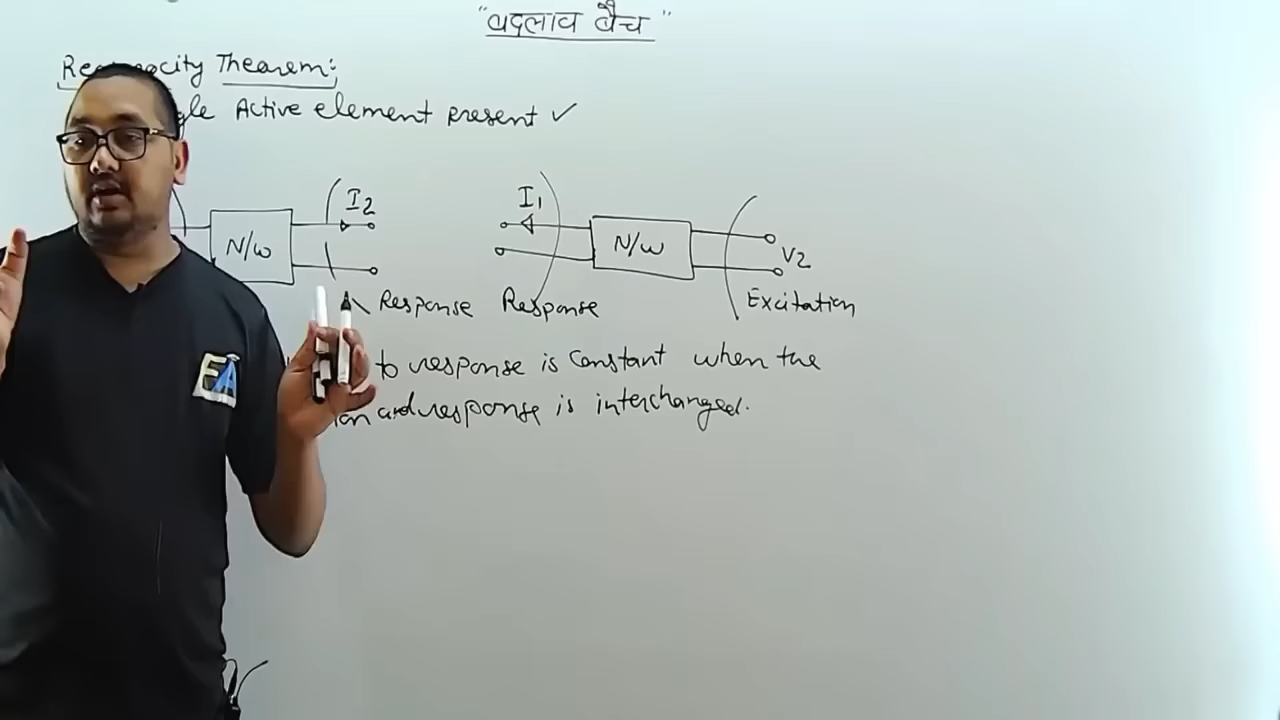 "बदलाव बैच"
Theorem:
Active element present ✓
I2
I1
N/W
N/W
V2
Response Response Excitation
to response is Constant when the
and response is interchanged.
EA